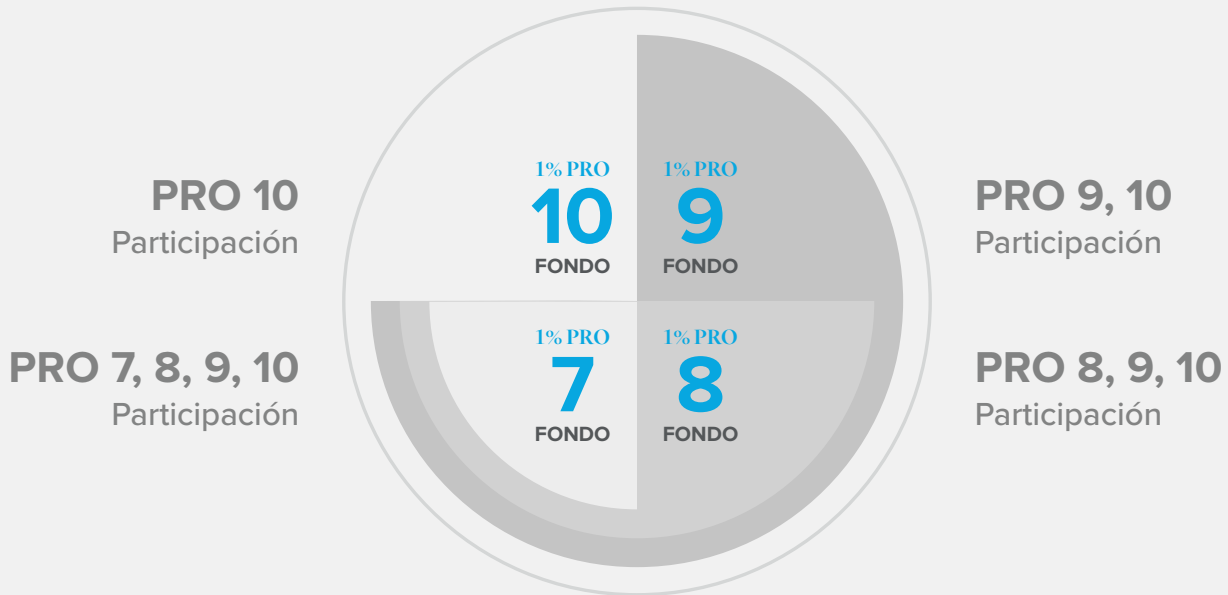 PRO 10
Participación
1% PRO
10
FONDO
1% PRO
9
FONDO
PRO 9, 10
Participación
PRO 7, 8, 9, 10
Participación
1% PRO
7
FONDO
1% PRO
8
FONDO
PRO 8, 9, 10
Participación